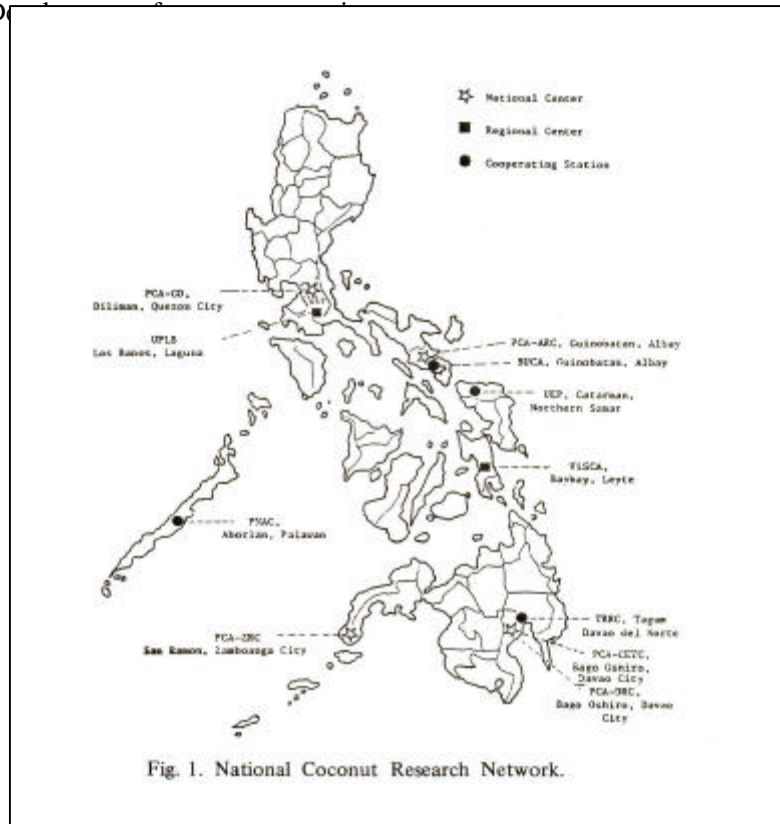 National Center
Regional Center
Cooperating Station
PCA-CO,
Diliman, Quezon City
UPLB
Los Banos, Laguna
PCA-ARC, Guinobatan, Albay
BUCA, Guinobatan, Albay
UEP, Catarman,
Northern Samar
ViSCA,
Baybay, Leyte
PNAC,
Aborlan, Palawan
PCA-ZRC
San Ramon, Zamboanga City
Tagum
Davao del Norte
PCA-CETC,
Bago Oshiro,
Davao City
PCA-DRC,
Bago Oshiro, Davao
City
Fig. 1. National Coconut Research Network.